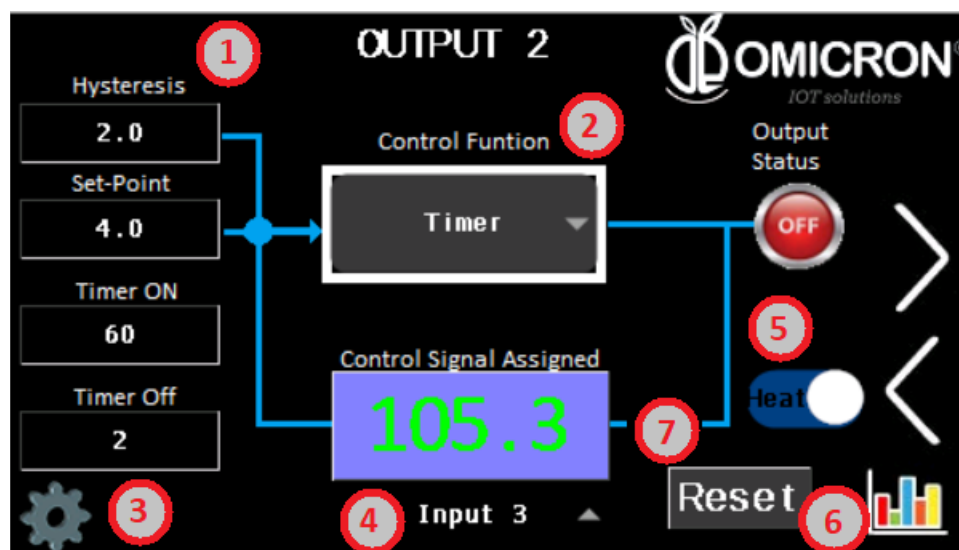 OUTPUT 2
1
OMICRON
IOT solutions
Hysteresis
2.0
2
Control Funtion
Output
Status
Set-Point
4.0
Timer
OFF
Timer ON
60
5
Control Signal Assigned
105.3
Heat
Timer Off
2
7
3
4
Input 3
Reset
6